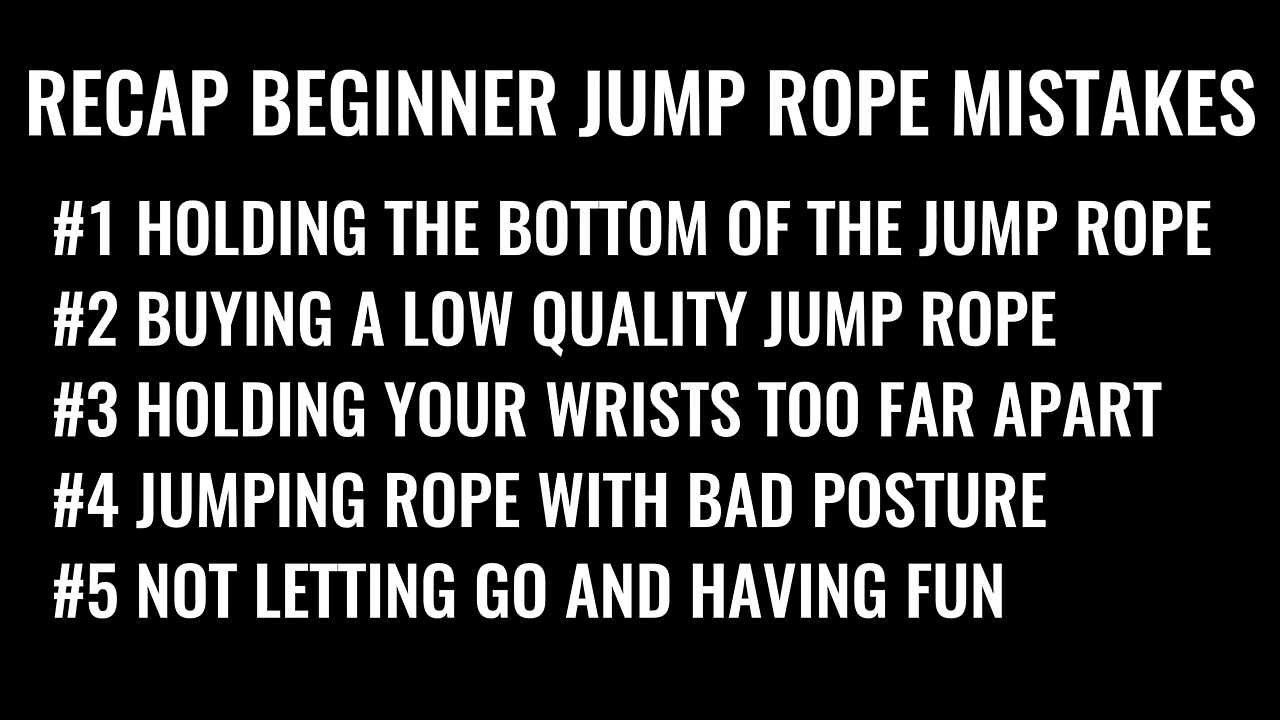 RECAP BEGINNER JUMP ROPE MISTAKES
#1 HOLDING THE BOTTOM OF THE JUMP ROPE
#2 BUYING A LOW QUALITY JUMP ROPE
#3 HOLDING YOUR WRISTS TOO FAR APART
#4 JUMPING ROPE WITH BAD POSTURE
#5 NOT LETTING GO AND HAVING FUN